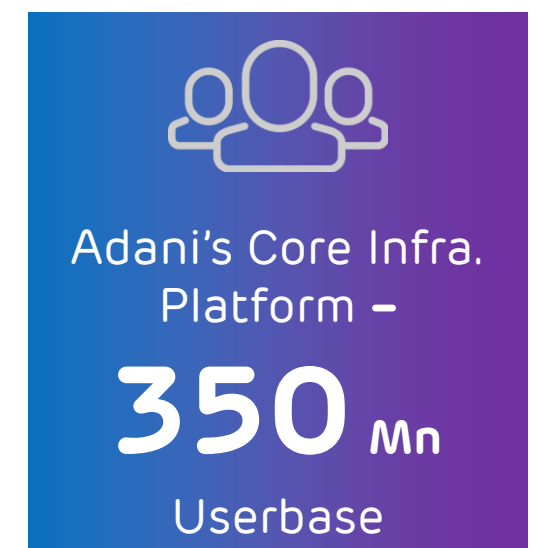 Adani’s Core Infra.
Platform –
350 Mn
Userbase